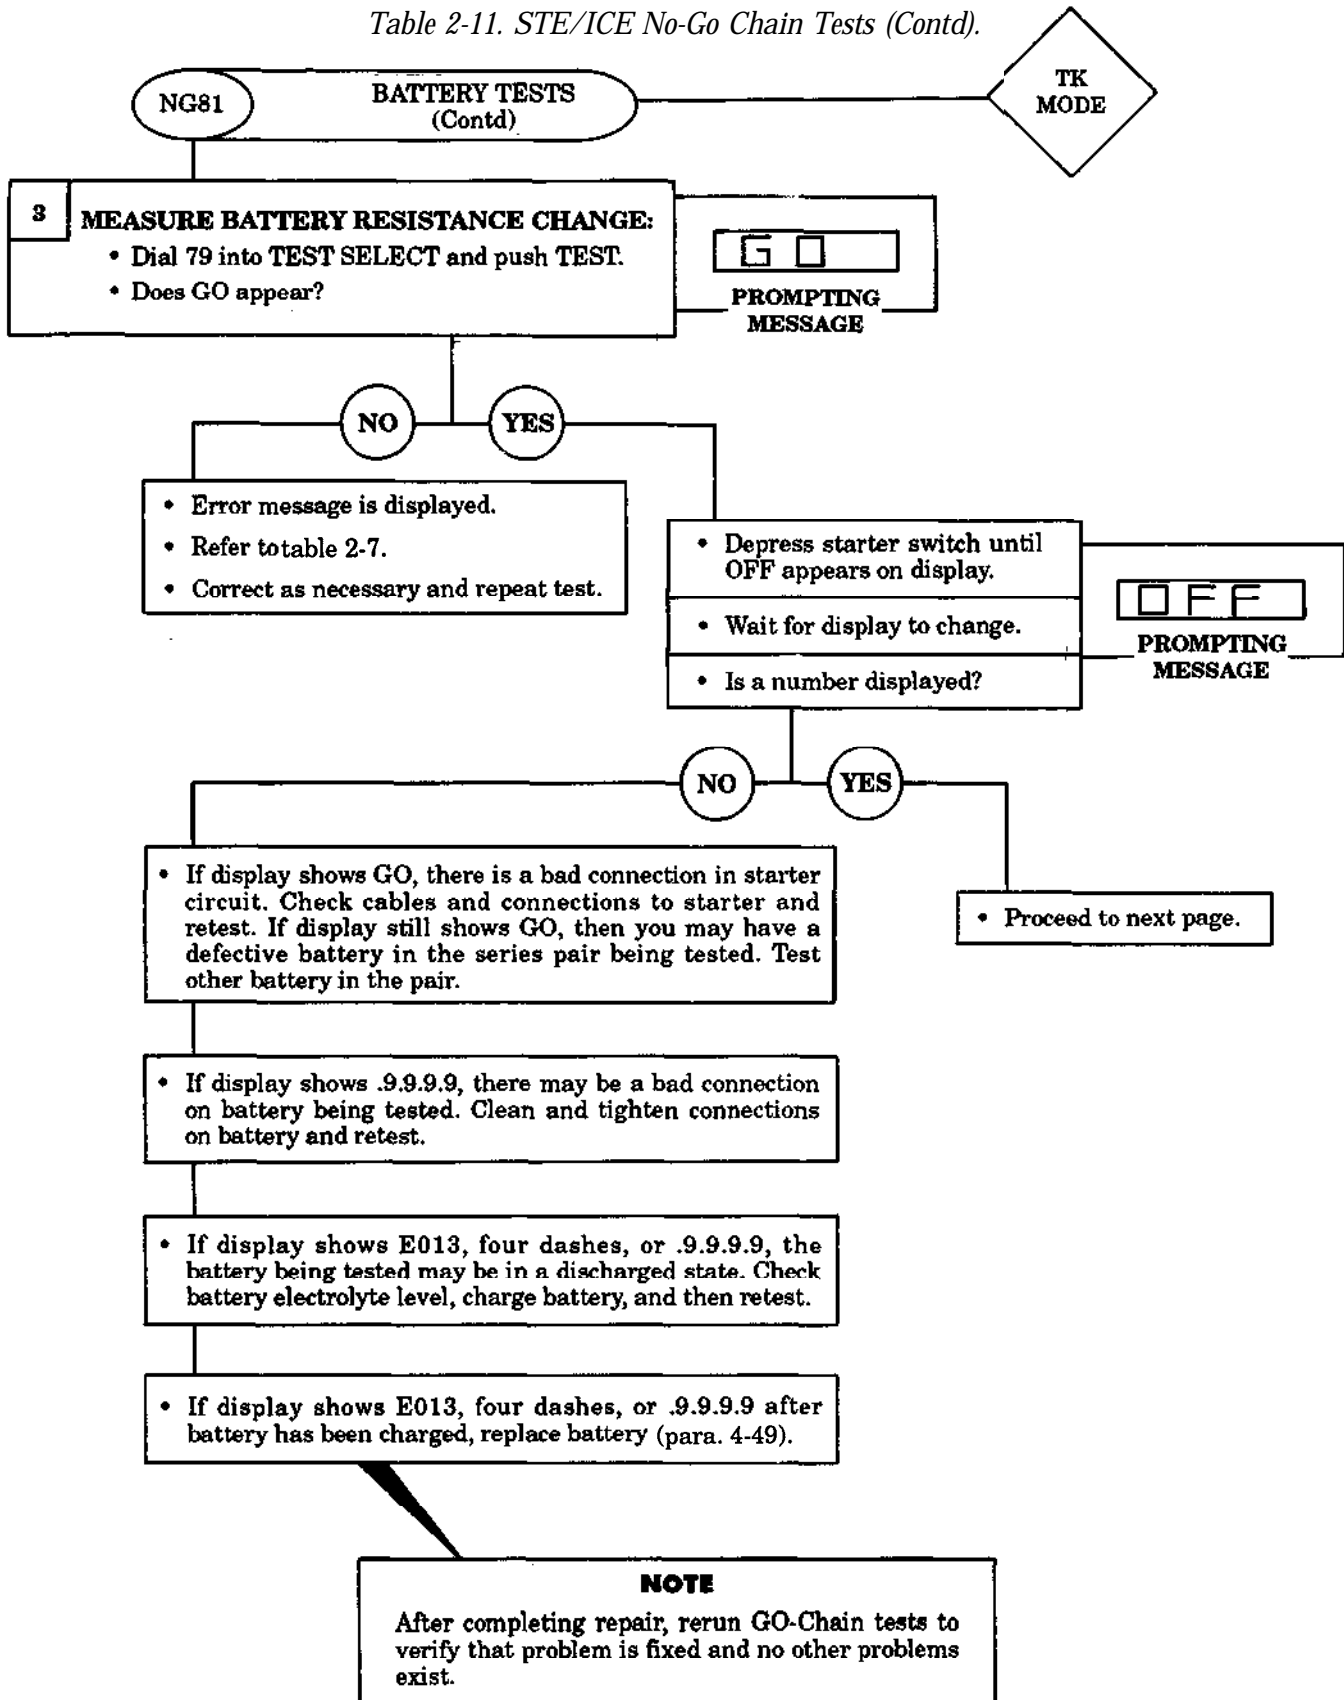 Table 2-11. STE/ICE No-Go Chain Tests (Contd).
NG81
BATTERY TESTS
(Contd)
TK
MODE
3
MEASURE BATTERY RESISTANCE CHANGE:
• Dial 79 into TEST SELECT and push TEST.
• Does GO appear?
GO
PROMPTING
MESSAGE
NO
YES
• Error message is displayed.
• Refer to table 2-7.
• Correct as necessary and repeat test.
• Depress starter switch until
OFF appears on display.
• Wait for display to change.
• Is a number displayed?
OFF
PROMPTING
MESSAGE
NO
YES
• If display shows GO, there is a bad connection in starter
circuit. Check cables and connections to starter and
retest. If display still shows GO, then you may have a
defective battery in the series pair being tested. Test
other battery in the pair.
• Proceed to next page.
• If display shows .9.9.9.9, there may be a bad connection
on battery being tested. Clean and tighten connections
on battery and retest.
• If display shows E013, four dashes, or .9.9.9.9, the
battery being tested may be in a discharged state. Check
battery electrolyte level, charge battery, and then retest.
• If display shows E013, four dashes, or .9.9.9.9 after
battery has been charged, replace battery (para. 4-49).
NOTE
After completing repair, rerun GO-Chain tests to
verify that problem is fixed and no other problems
exist.